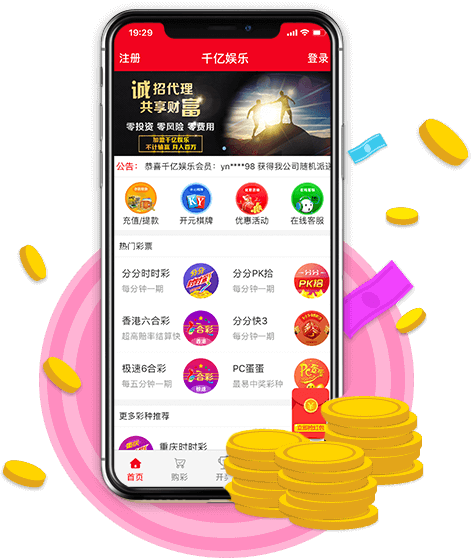 19:29
注册 千亿娱乐 登录
诚招代理
共享财富
零投资 零风险 零费用
加盟千亿娱乐
不计输赢 月入百万
公告： 恭喜千亿娱乐会员：yn****98 获得我公司随机派送
充值/提款 开元棋牌 优惠活动 在线客服
热门彩票
分分时时彩
每分钟一期
分分PK拾
每分钟一期
香港六合彩
超高赔率结算快
分分快3
每分钟一期
极速6合彩
每五分钟一期
PC蛋蛋
最易中奖彩种
立即抢红包
更多彩种推荐
重庆时时彩
首页 购彩